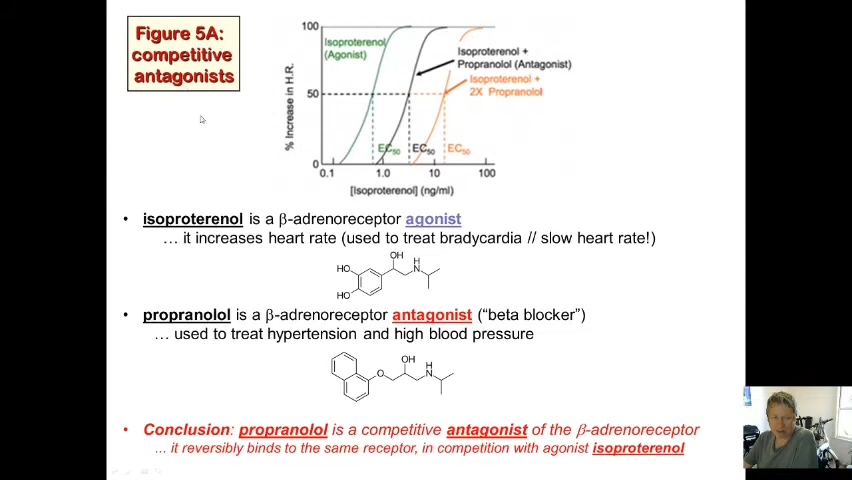 Figure 5A:
competitive
antagonists
100
50
0
% Increase in H.R.
Isoproterenol
(Agonist)
Isoproterenol +
Propranolol (Antagonist)
Isoproterenol +
2X Propranolol
EC50 EC50 EC50
0.1 1.0 10 100
[Isoproterenol] (ng/ml)
• isoproterenol is a β-adrenoreceptor agonist
… it increases heart rate (used to treat bradycardia // slow heart rate!)
OH
HO H
N
HO
• propranolol is a β-adrenoreceptor antagonist (“beta blocker”)
… used to treat hypertension and high blood pressure
OH
H
O N
• Conclusion: propranolol is a competitive antagonist of the β-adrenoreceptor
... it reversibly binds to the same receptor, in competition with agonist isoproterenol